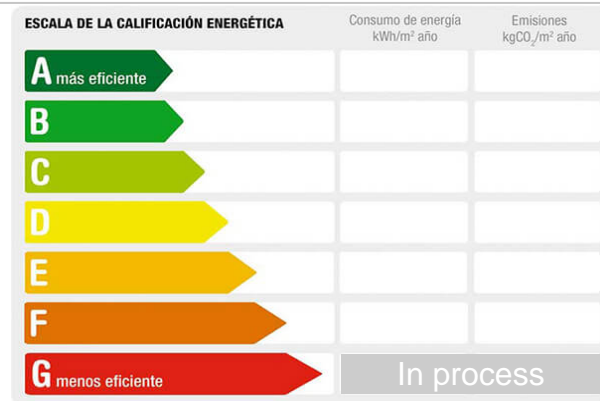 ESCALA DE LA CALIFICACIÓN ENERGÉTICA
Consumo de energía
kWh/m² año
Emisiones
kgCO₂/m² año
A más eficiente
B
C
D
E
F
G menos eficiente
In process